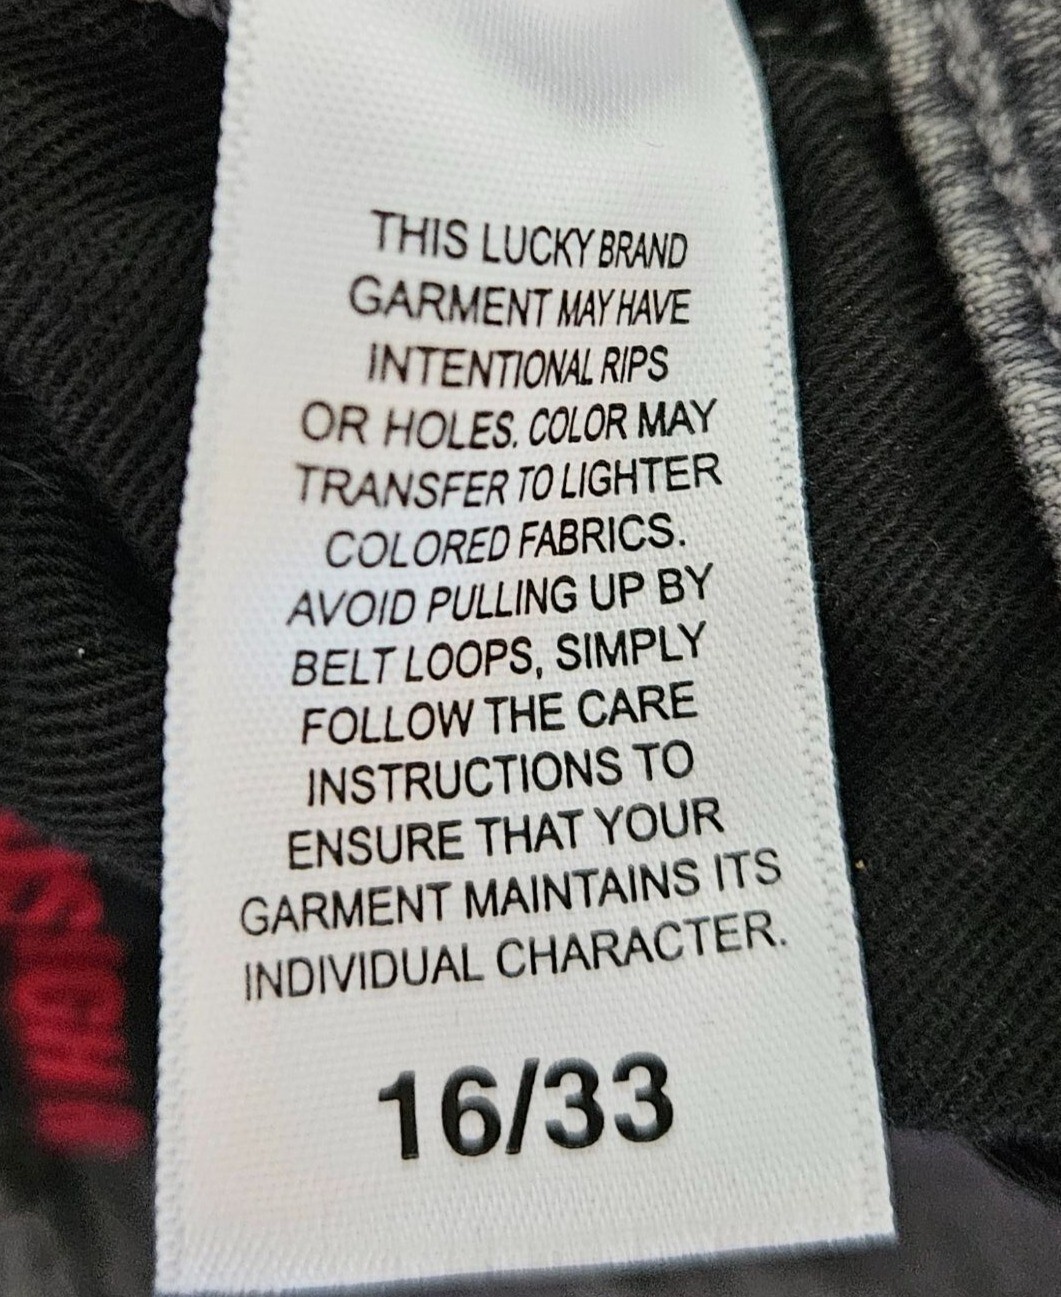 THIS LUCKY BRAND
GARMENT MAY HAVE
INTENTIONAL RIPS
OR HOLES. COLOR MAY
TRANSFER TO LIGHTER
COLORED FABRICS.
AVOID PULLING UP BY
BELT LOOPS, SIMPLY
FOLLOW THE CARE
INSTRUCTIONS TO
ENSURE THAT YOUR
GARMENT MAINTAINS ITS
INDIVIDUAL CHARACTER.
16/33